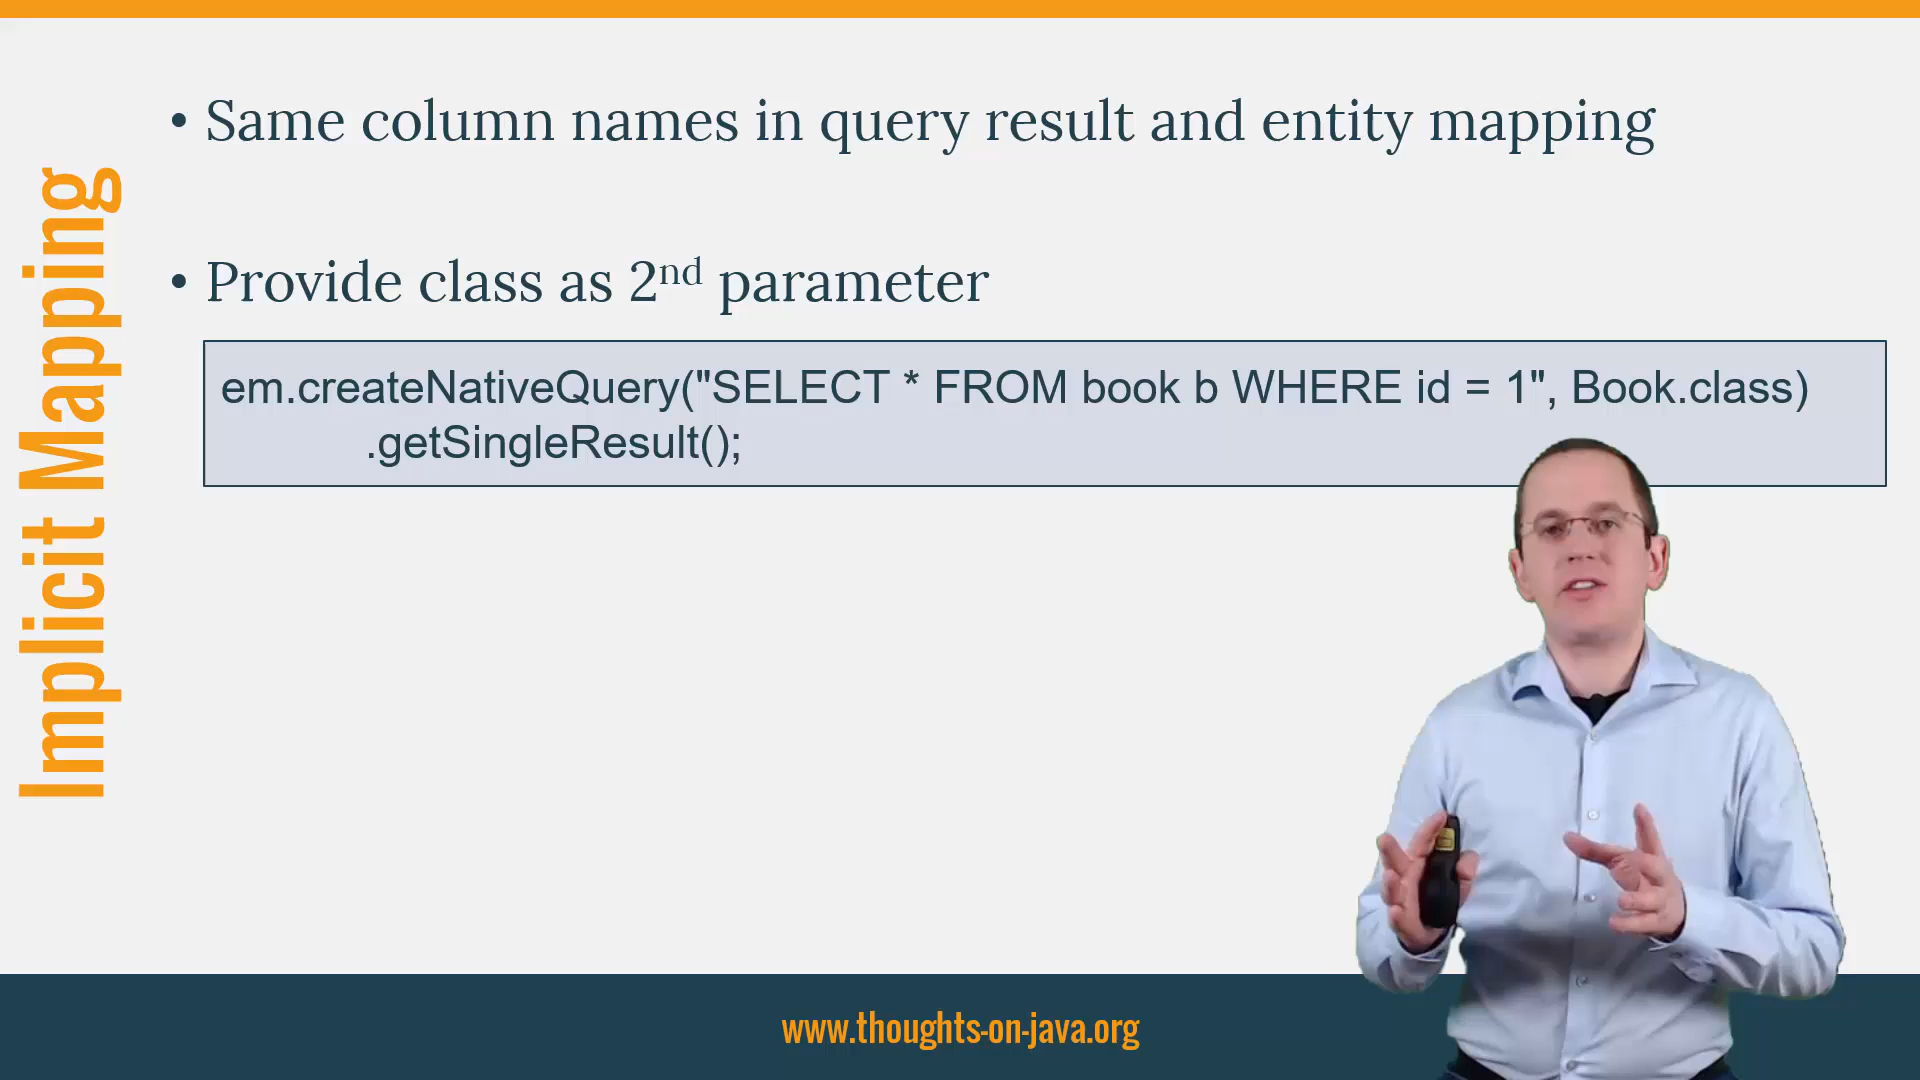 Implicit Mapping
• Same column names in query result and entity mapping
• Provide class as 2nd parameter
em.createNativeQuery("SELECT * FROM book b WHERE id = 1", Book.class)
.getSingleResult();
www.thoughts-on-java.org